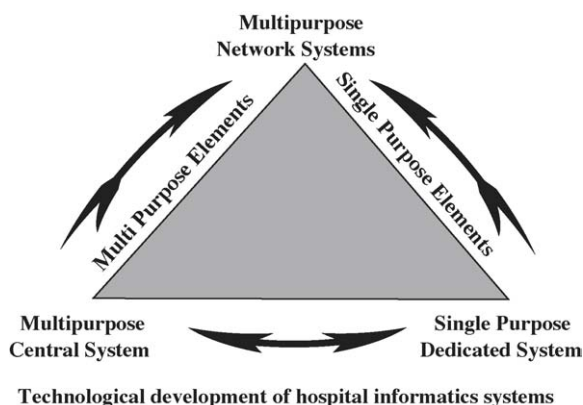 Multipurpose
Network Systems
Multi Purpose Elements
Single Purpose Elements
Multipurpose
Central System
Single Purpose
Dedicated System
Technological development of hospital informatics systems